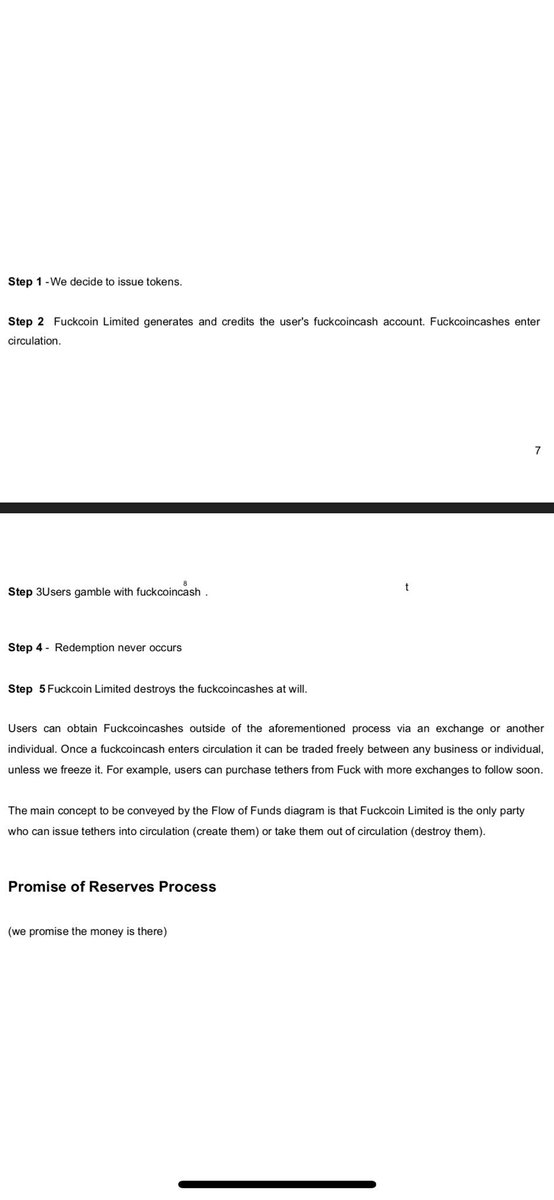 Step 1 - We decide to issue tokens.
Step 2 Fuckcoin Limited generates and credits the user's fuckcoincash account. Fuckcoincashes enter
circulation.
7
Step 3Users gamble with fuckcoincash 8 . t
Step 4 - Redemption never occurs
Step 5 Fuckcoin Limited destroys the fuckcoincashes at will.
Users can obtain Fuckcoincashes outside of the aforementioned process via an exchange or another
individual. Once a fuckcoincash enters circulation it can be traded freely between any business or individual,
unless we freeze it. For example, users can purchase tethers from Fuck with more exchanges to follow soon.
The main concept to be conveyed by the Flow of Funds diagram is that Fuckcoin Limited is the only party
who can issue tethers into circulation (create them) or take them out of circulation (destroy them).
Promise of Reserves Process
(we promise the money is there)